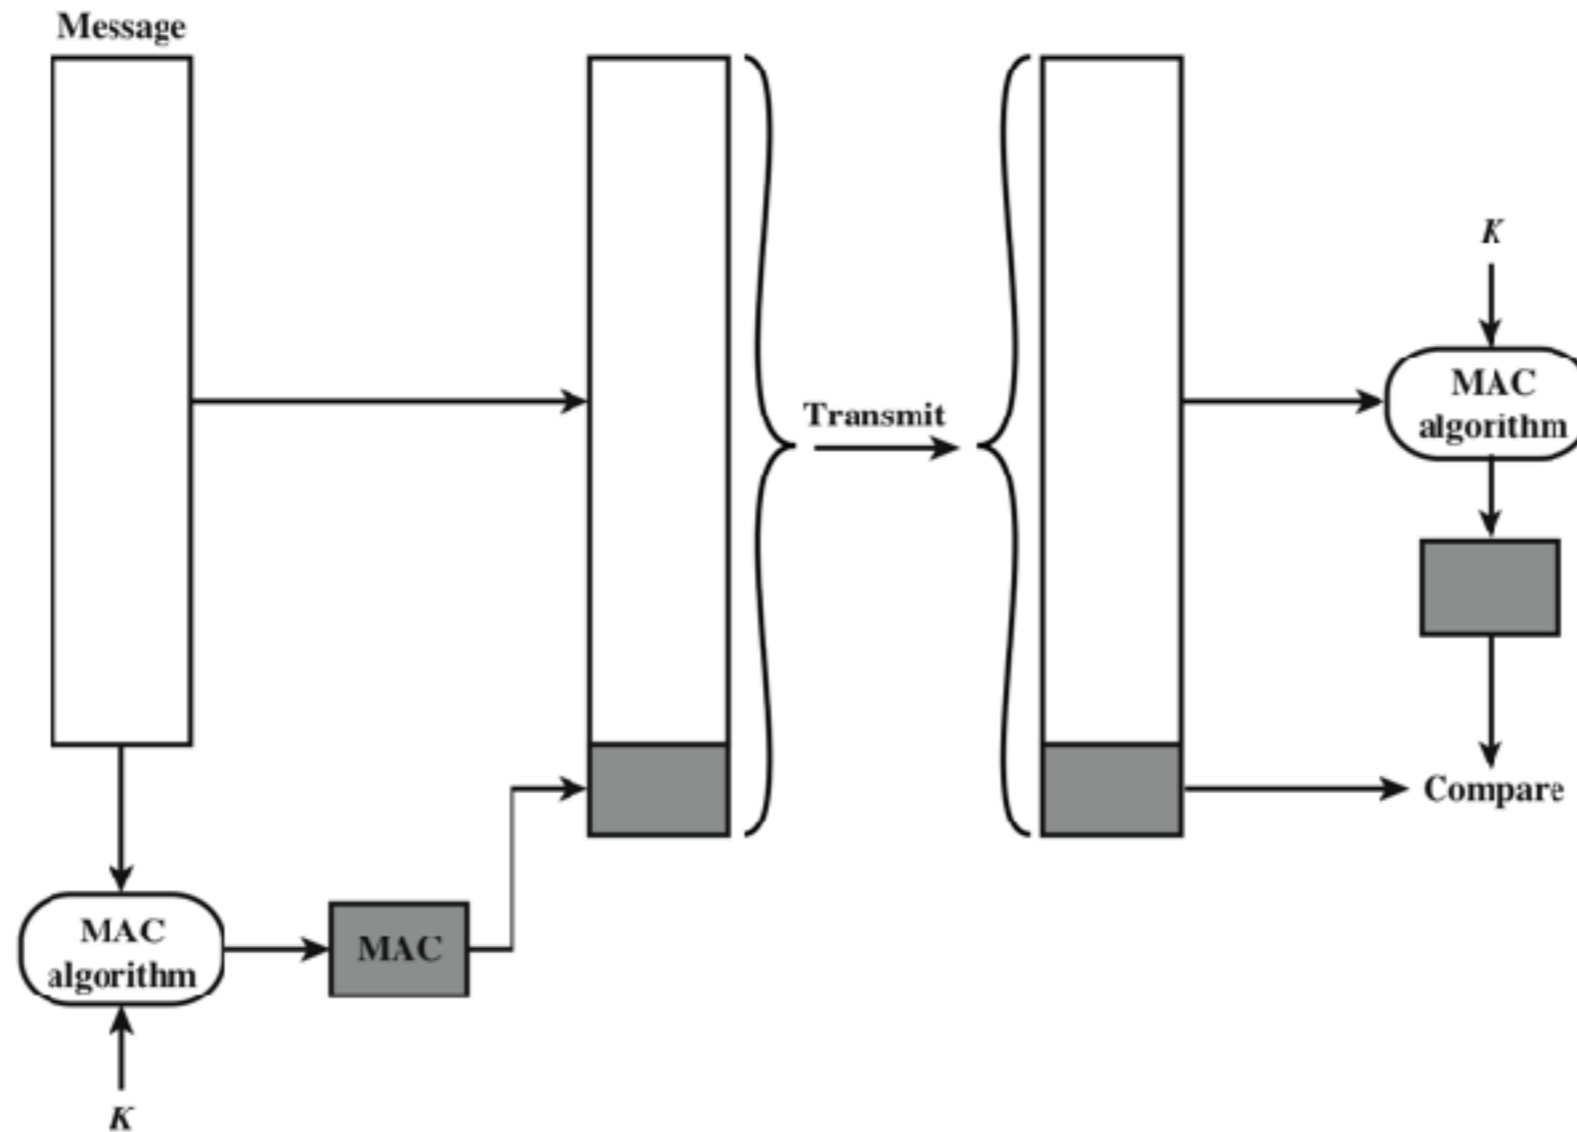 Message
K
MAC
algorithm
Transmit
Compare
MAC
algorithm
MAC
K